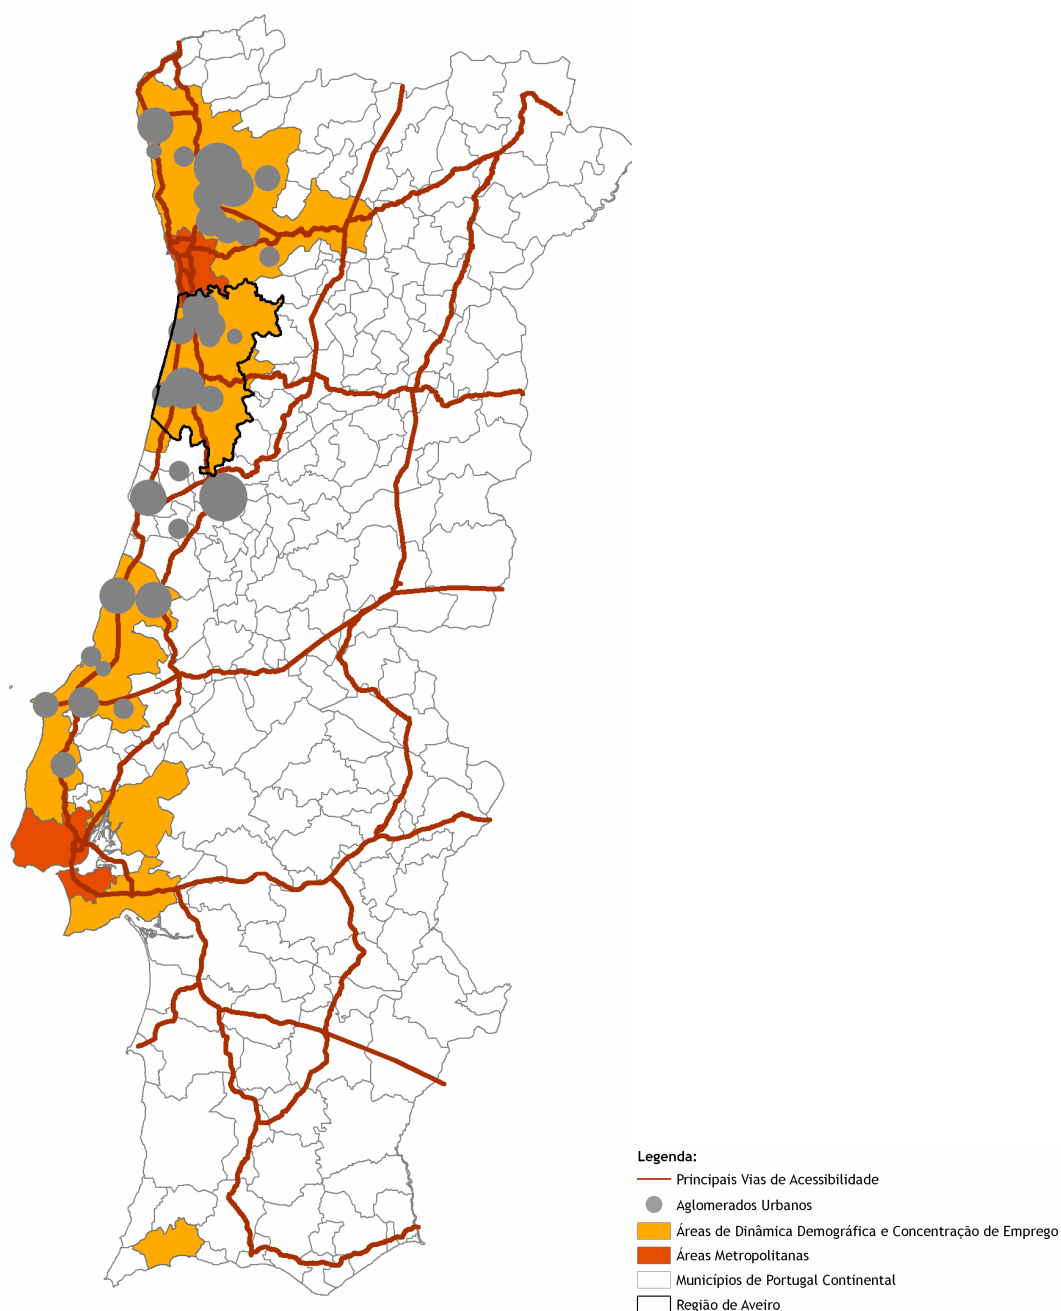 Legenda:
Principais Vias de Acessibilidade
Aglomerados Urbanos
Áreas de Dinâmica Demográfica e Concentração de Emprego
Áreas Metropolitanas
Municípios de Portugal Continental
Região de Aveiro